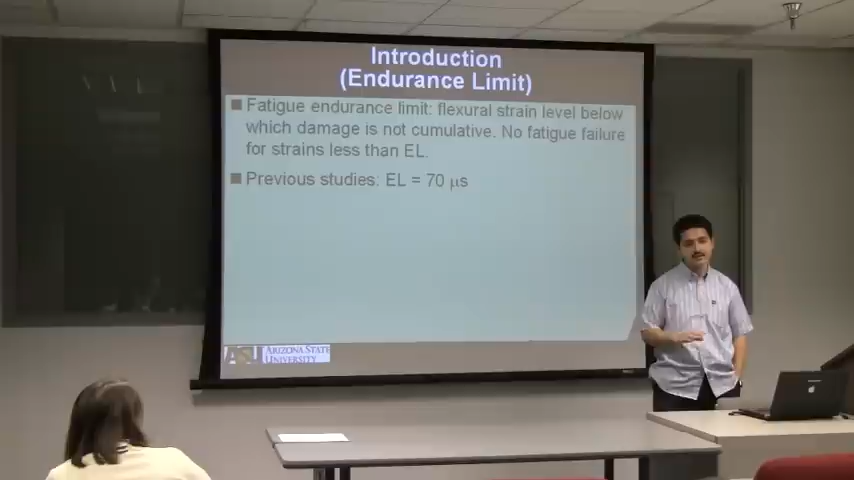 Introduction
(Endurance Limit)
Fatigue endurance limit: flexural strain level below
which damage is not cumulative. No fatigue failure
for strains less than EL.
Previous studies: EL = 70 µs
ASU ARIZONA STATE
UNIVERSITY